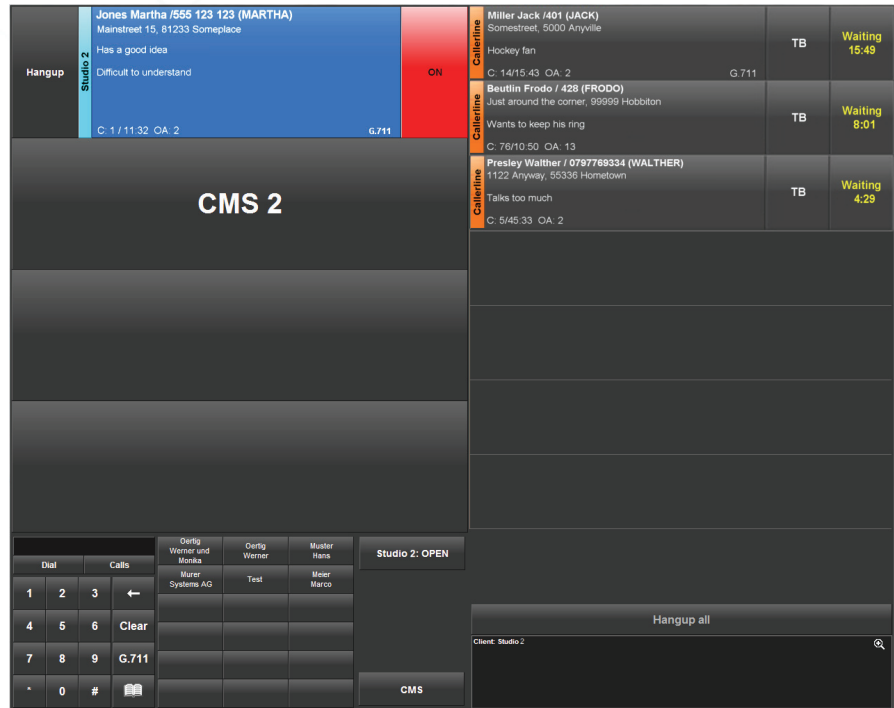 Hangup
Studio 2
Jones Martha /555 123 123 (MARTHA)
Mainstreet 15, 81233 Someplace
Has a good idea
Difficult to understand
C: 1 / 11:32 OA: 2
G.711
ON
CMS 2
Callerline
Miller Jack /401 (JACK)
Somestreet, 5000 Anyville
Hockey fan
C: 14/15:43 OA: 2
G.711
TB
Waiting
15:49
Callerline
Beutlin Frodo / 428 (FRODO)
Just around the corner, 99999 Hobbiton
Wants to keep his ring
C: 76/10:50 OA: 13
TB
Waiting
8:01
Callerline
Presley Walther / 0797769334 (WALTHER)
1122 Anyway, 55336 Hometown
Talks too much
C: 5/45:33 OA: 2
TB
Waiting
4:29
Dial
Calls
1 2 3 ←
4 5 6 Clear
7 8 9 G.711
* 0 #
Oertig
Werner und
Monika
Oertig
Werner
Muster
Hans
Murer
Systems AG
Test
Meier
Marco
Studio 2: OPEN
CMS
Hangup all
Client: Studio 2